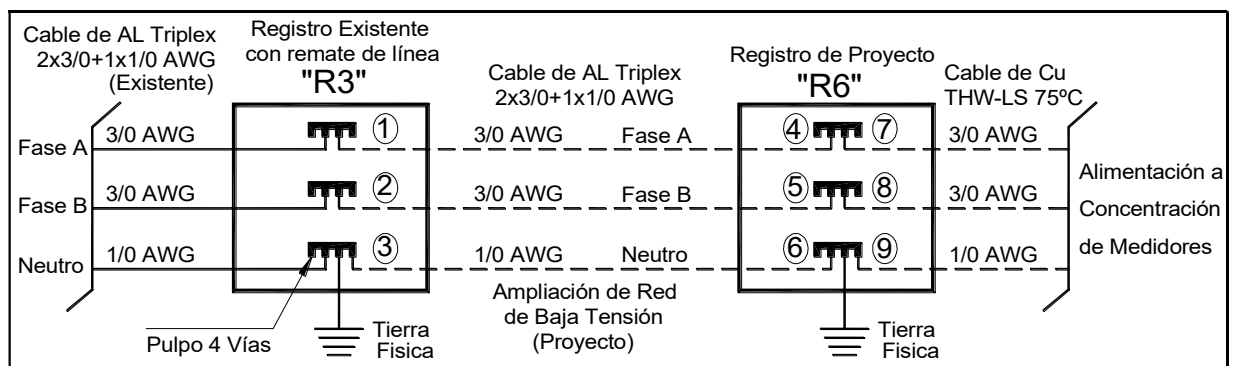 Cable de AL Triplex
2x3/0+1x1/0 AWG
(Existente)
Registro Existente
con remate de línea
"R3"
Cable de AL Triplex
2x3/0+1x1/0 AWG
Registro de Proyecto
"R6"
Cable de Cu
THW-LS 75ºC
Fase A 3/0 AWG 1 3/0 AWG Fase A 4 7 3/0 AWG
Fase B 3/0 AWG 2 3/0 AWG Fase B 5 8 3/0 AWG
Neutro 1/0 AWG 3 1/0 AWG Neutro 6 9 1/0 AWG
Alimentación a
Concentración
de Medidores
Pulpo 4 Vías
Tierra
Fisica
Ampliación de Red
de Baja Tensión
(Proyecto)
Tierra
Fisica